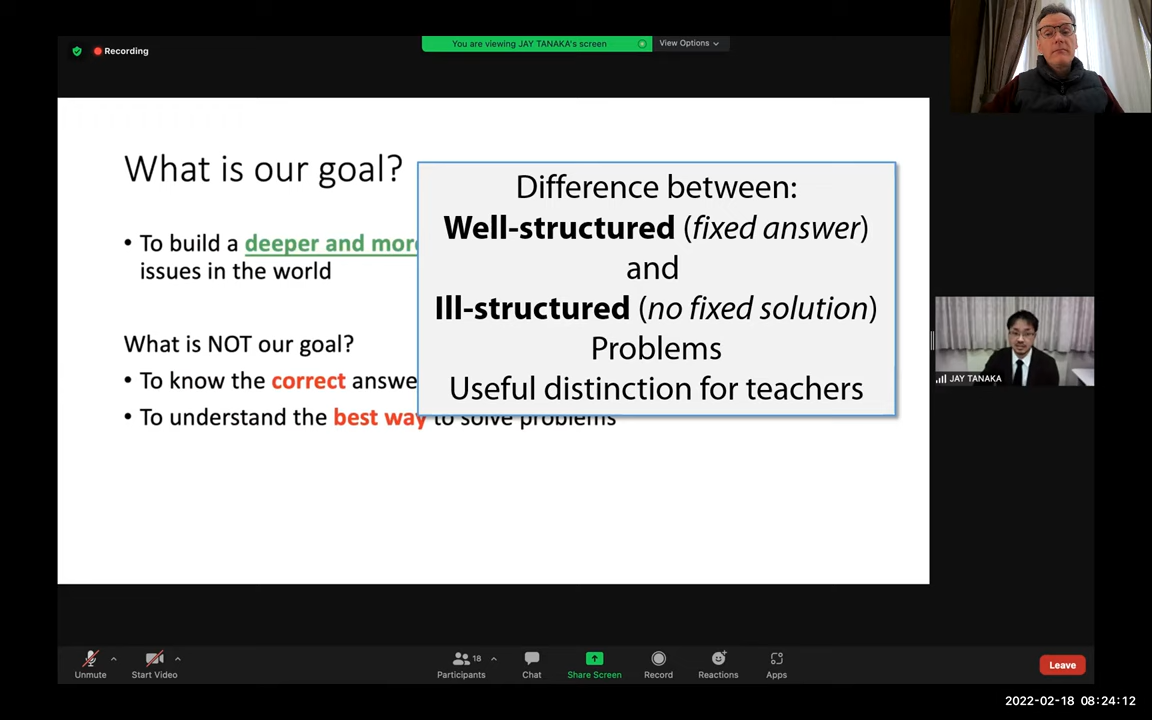 Recording
You are viewing JAY TANAKA's screen
View Options
What is our goal?
• To build a deeper and mor
issues in the world
What is NOT our goal?
• To know the correct answe
• To understand the best way to solve problems
Difference between:
Well-structured (fixed answer)
and
Ill-structured (no fixed solution)
Problems
Useful distinction for teachers
JAY TANAKA
Unmute
Start Video
18
Participants
Chat
Share Screen
Record
Reactions
Apps
Leave
2022-02-18 08:24:12